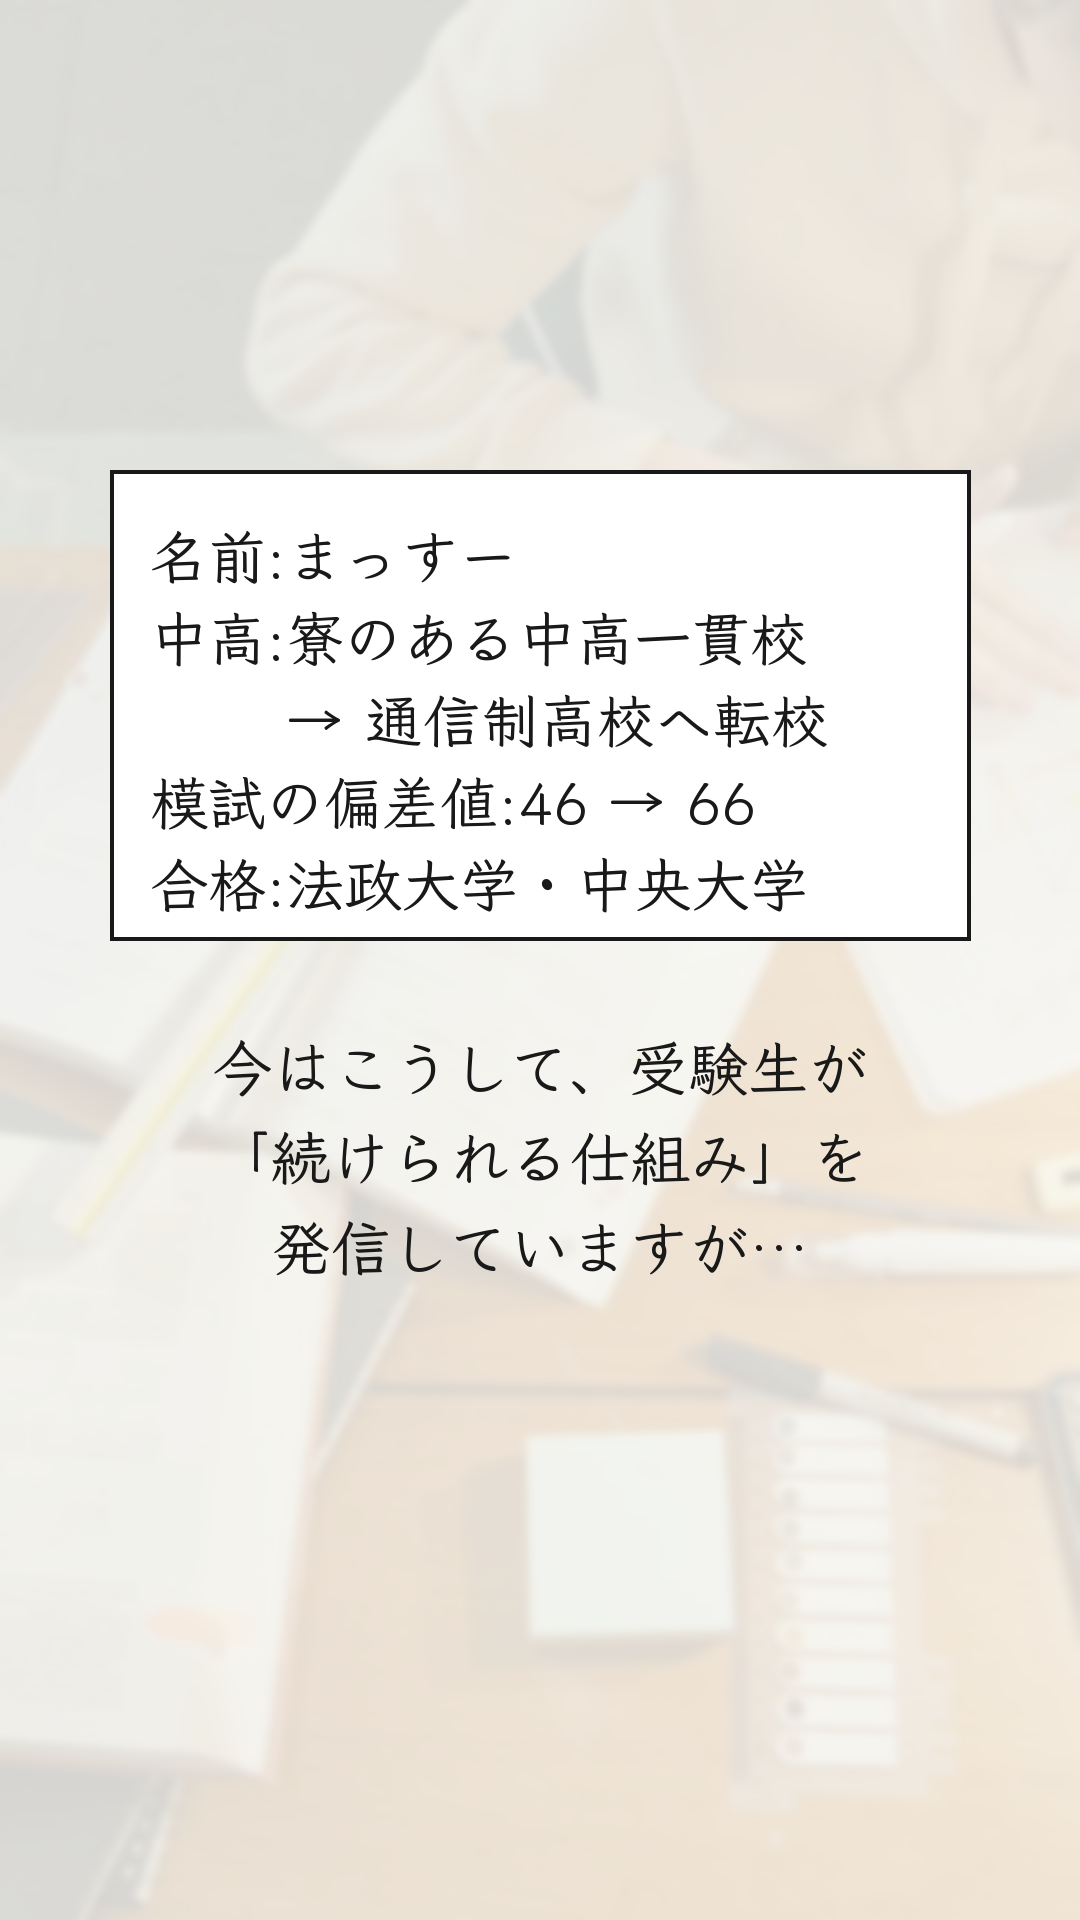 名前:まっすー
中高:寮のある中高一貫校
→ 通信制高校へ転校
模試の偏差値:46 → 66
合格:法政大学・中央大学
今はこうして、受験生が
「続けられる仕組み」を
発信していますが…